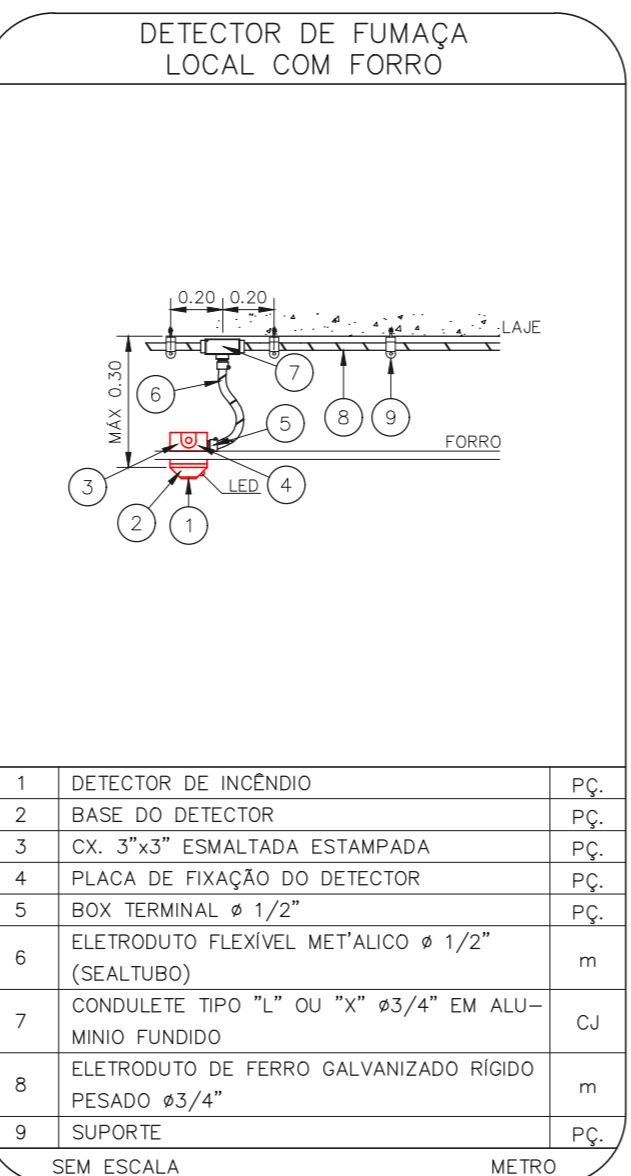 DETECTOR DE FUMAÇA
LOCAL COM FORRO
0.20 0.20
LAJE
MÁX 0.30
7
6
5
8
9
FORRO
3
LED
4
2
1
1 DETECTOR DE INCÊNDIO PÇ.
2 BASE DO DETECTOR PÇ.
3 CX. 3"x3" ESMALTADA ESTAMPADA PÇ.
4 PLACA DE FIXAÇÃO DO DETECTOR PÇ.
5 BOX TERMINAL ø 1/2" PÇ.
6 ELETRODUTO FLEXÍVEL MET'ALICO ø 1/2"
(SEALTUBO) m
7 CONDULETE TIPO "L" OU "X" ø3/4" EM ALU-
MINIO FUNDIDO CJ
8 ELETRODUTO DE FERRO GALVANIZADO RÍGIDO
PESADO ø3/4" m
9 SUPORTE PÇ.
SEM ESCALA METRO